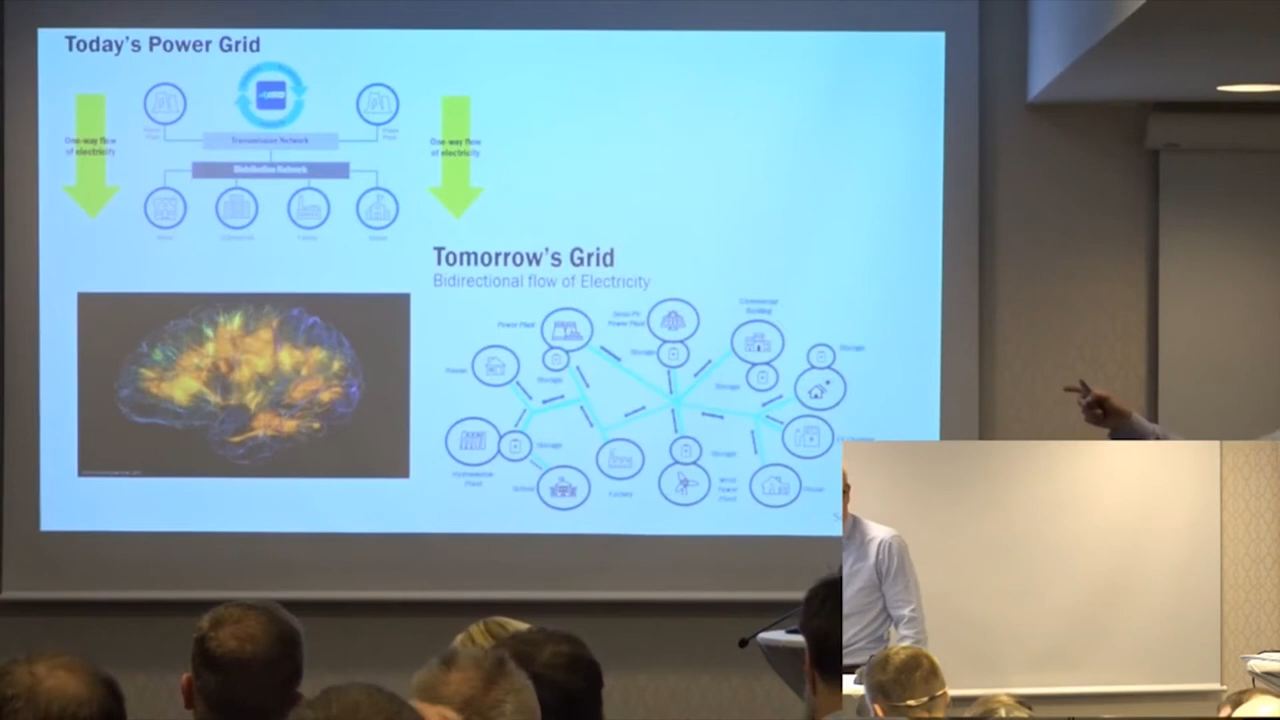 Today's Power Grid
One-way flow
of electricity
Transmission Network
Distribution Network
One-way flow
of electricity
Tomorrow's Grid
Bidirectional flow of Electricity
Power Plant
Solar PV
Power Plant
Commercial
Building
Storage
Storage
House
Storage
Storage
Storage
Storage
Hydroelectric
Plant
School
Factory
Wind
Power
Plant
House